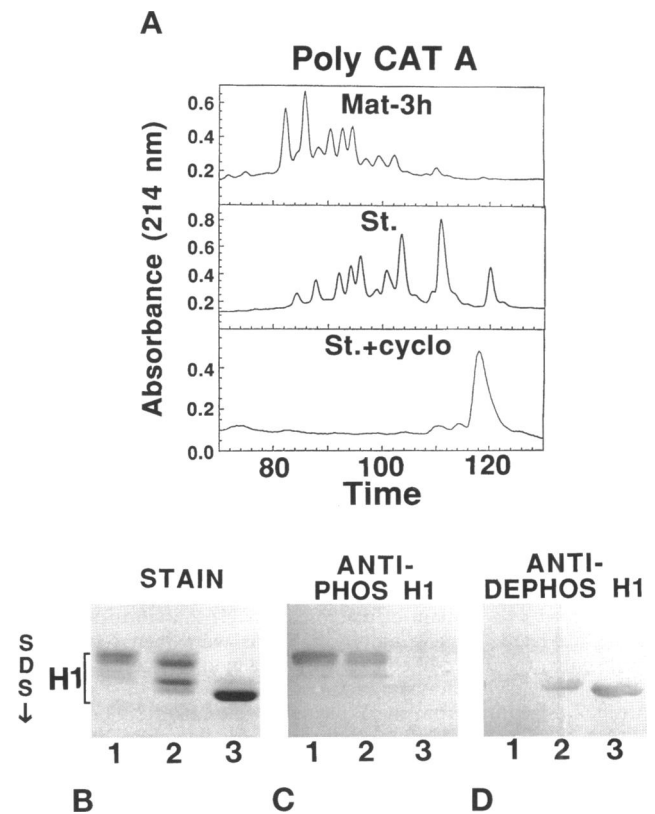 A
Poly CAT A
Absorbance (214 nm)
Mat-3h
0.6
0.4
0.2
St.
0.8
0.6
0.4
0.2
St.+cyclo
0.4
0.2
0.0
80 100 120
Time
STAIN
ANTI-
PHOS H1
ANTI-
DEPHOS H1
SDS↓
H1
1 2 3
1 2 3
1 2 3
B C D